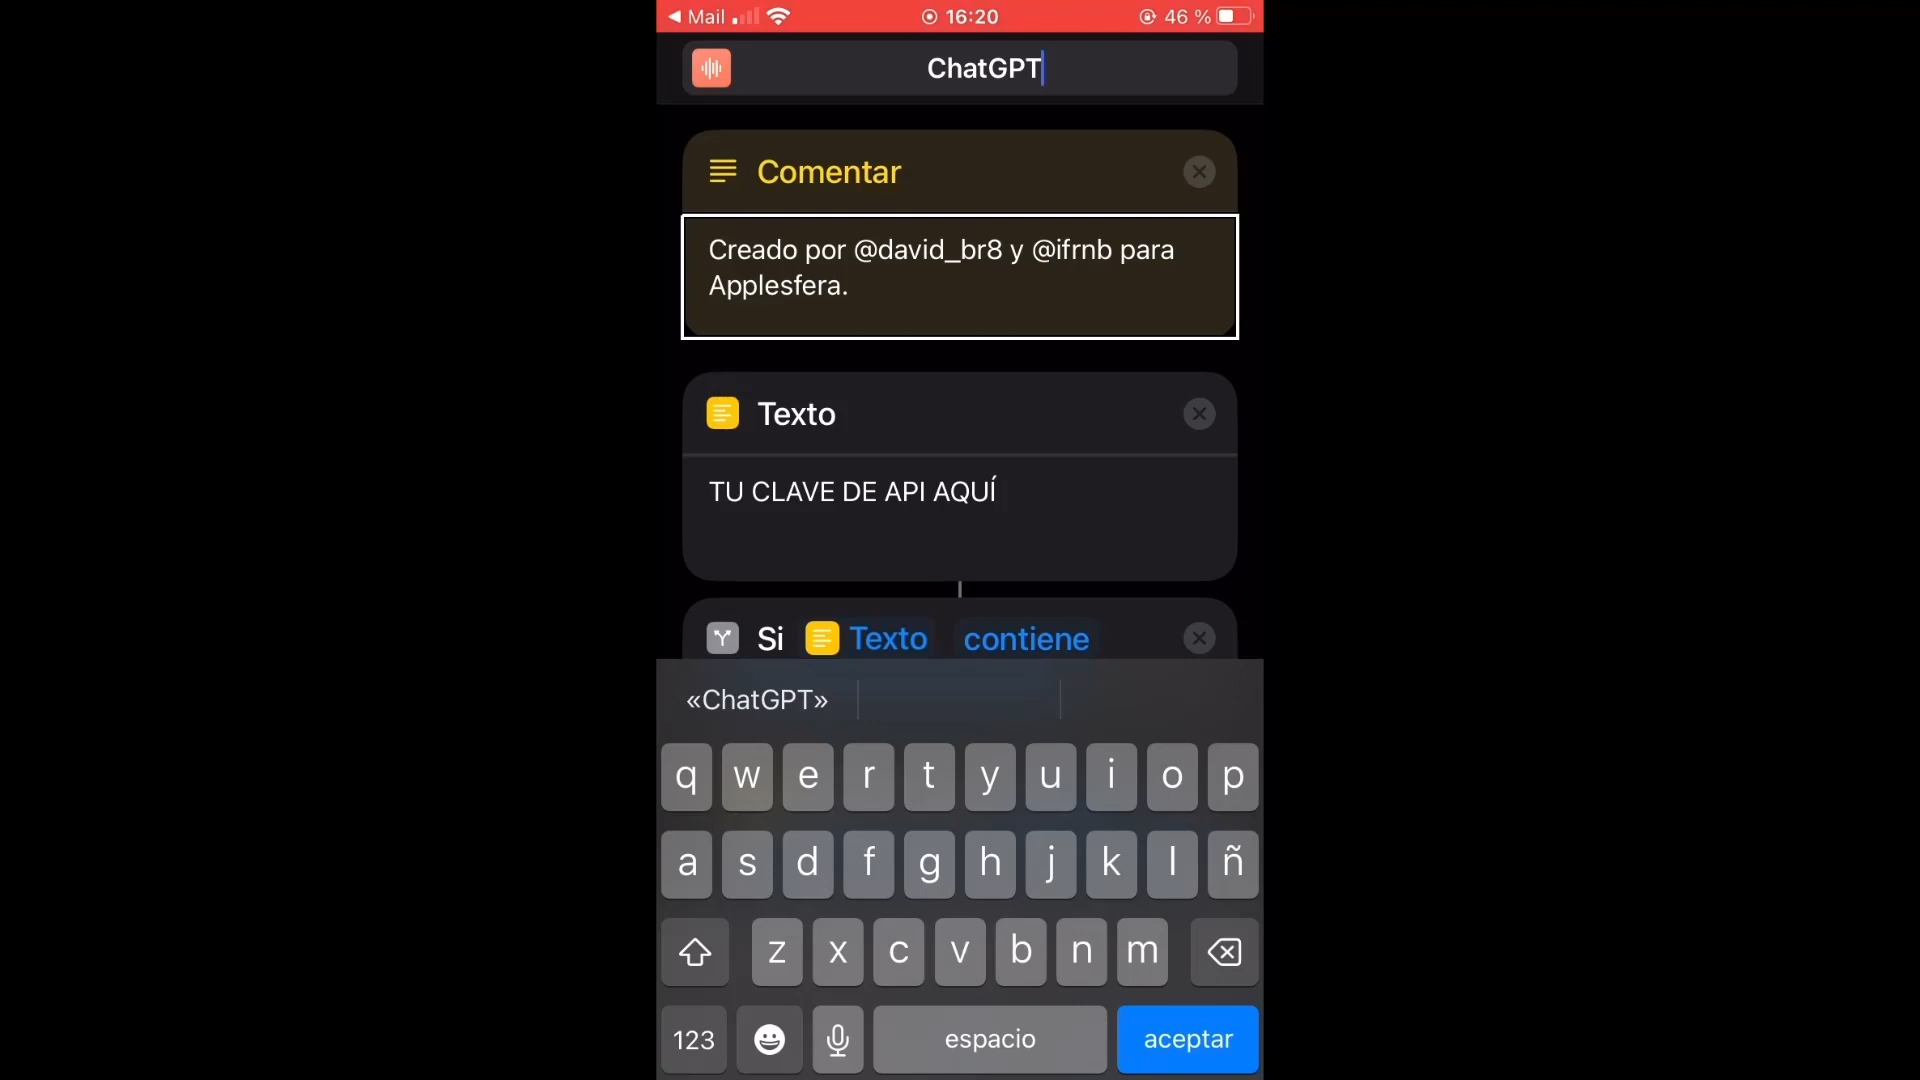 Mail 16:20 46 %
ChatGPT
Comentar
Creado por @david_br8 y @ifrnb para
Applesfera.
Texto
TU CLAVE DE API AQUÍ
Si Texto contiene
«ChatGPT»
q w e r t y u i o p
a s d f g h j k l ñ
z x c v b n m
123 espacio aceptar